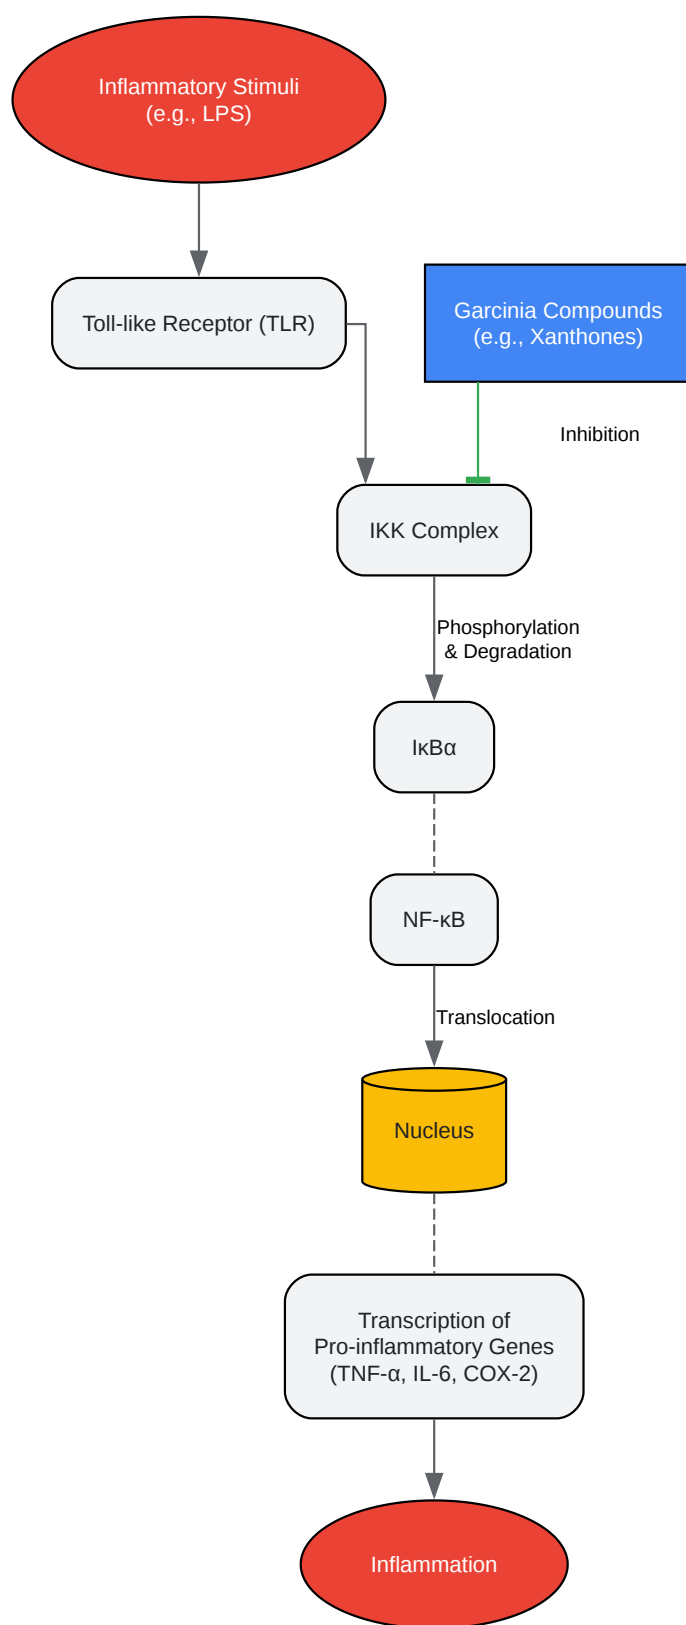 Inflammatory Stimuli
(e.g., LPS)
Toll-like Receptor (TLR)
Garcinia Compounds
(e.g., Xanthones)
Inhibition
IKK Complex
Phosphorylation
& Degradation
IκBα
NF-κB
Translocation
Nucleus
Transcription of
Pro-inflammatory Genes
(TNF-α, IL-6, COX-2)
Inflammation